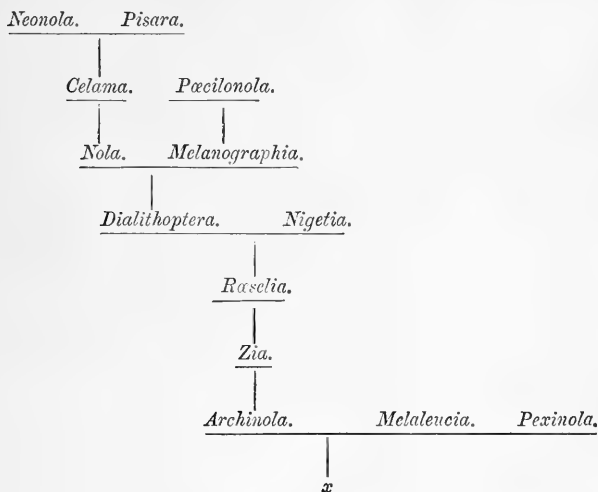 Neonola. Pisara.
Celama. Pœcilonola.
Nola. Melanographia.
Dialithoptera. Nigetia.
Rœselia.
Zia.
Archinola. Melaleucia. Pexinola.
x